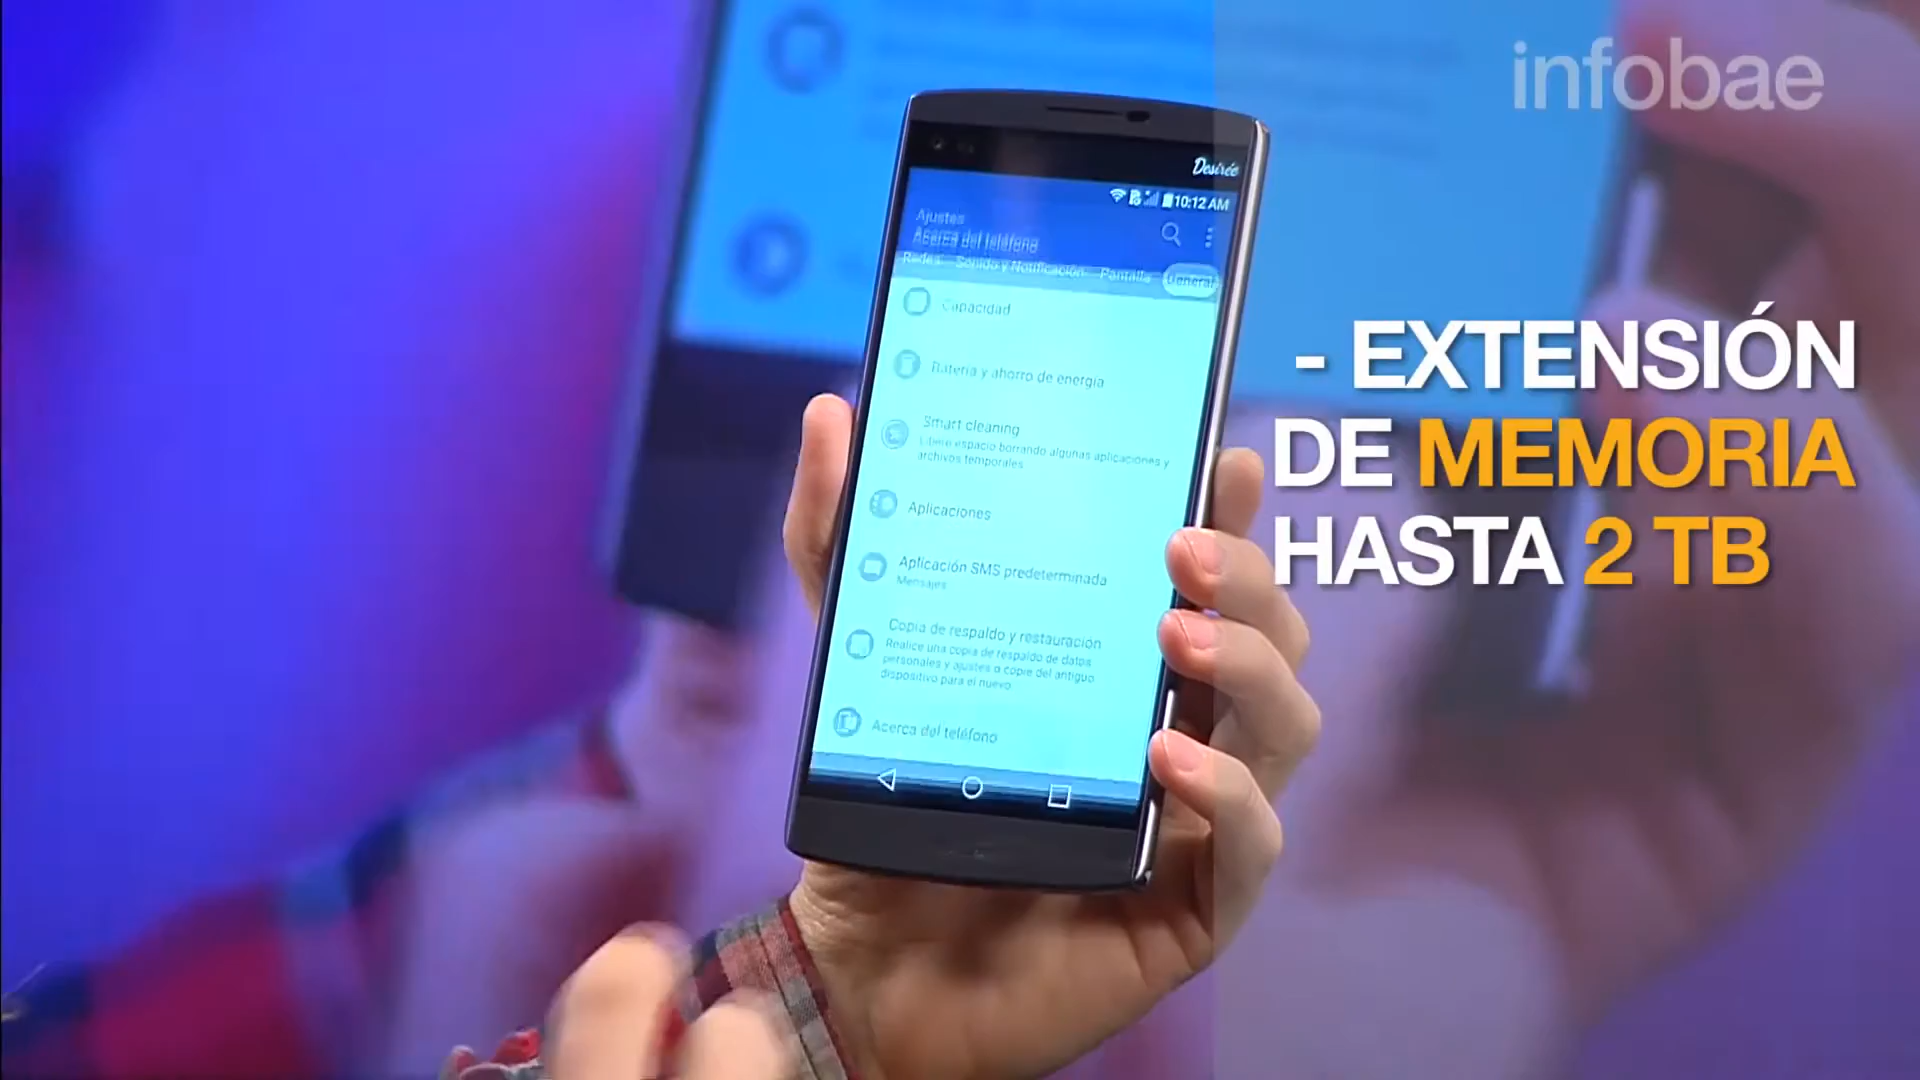 infobae
Desirée
10:12 AM
Ajustes
Acerca del teléfono
Redes Sonido y Notificación Pantalla General
Capacidad
Batería y ahorro de energía
Smart cleaning
Libere espacio borrando algunas aplicaciones y
archivos temporales
Aplicaciones
Aplicación SMS predeterminada
Mensajes
Copia de respaldo y restauración
Realice una copia de respaldo de datos
personales y ajustes o copie del antiguo
dispositivo para el nuevo
Acerca del teléfono
- EXTENSIÓN
DE MEMORIA
HASTA 2 TB